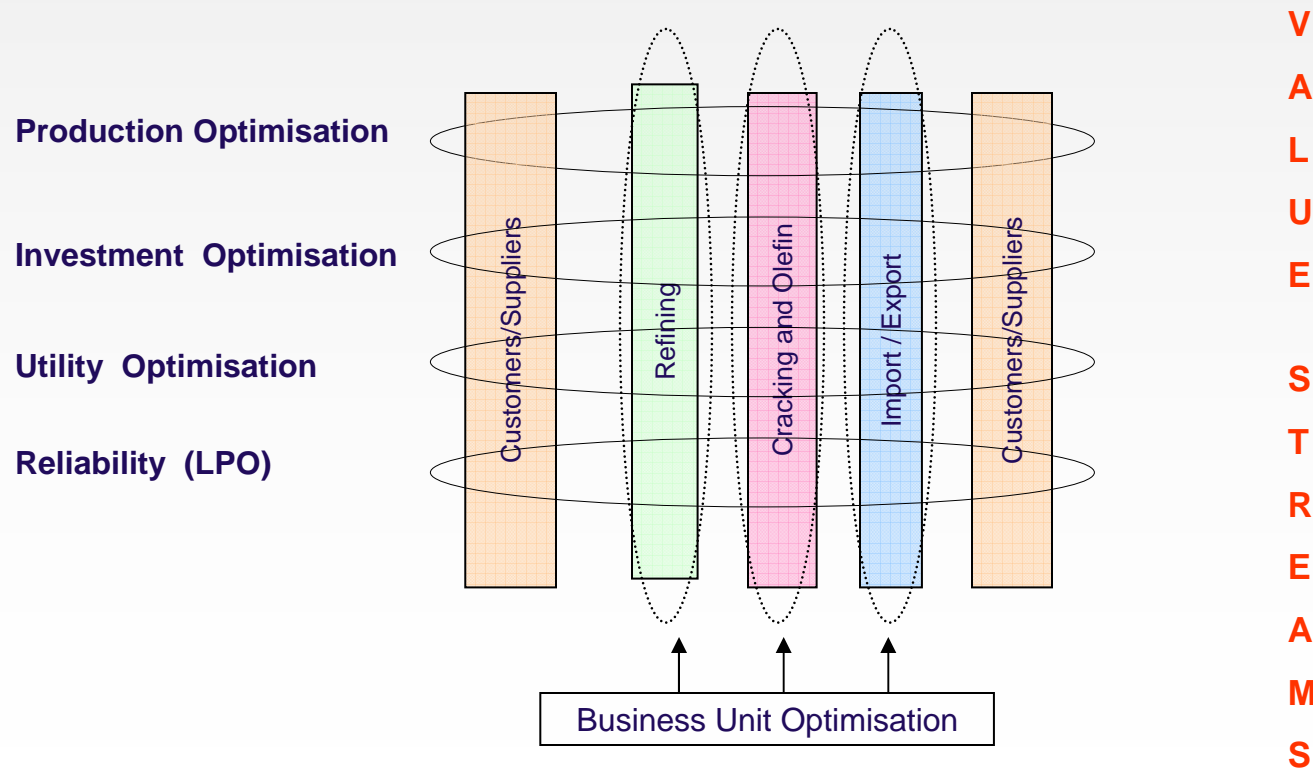 Production Optimisation
Investment Optimisation
Utility Optimisation
Reliability (LPO)
Customers/Suppliers
Refining
Cracking and Olefin
Import / Export
Customers/Suppliers
Business Unit Optimisation
V
A
L
U
E
S
T
R
E
A
M
S